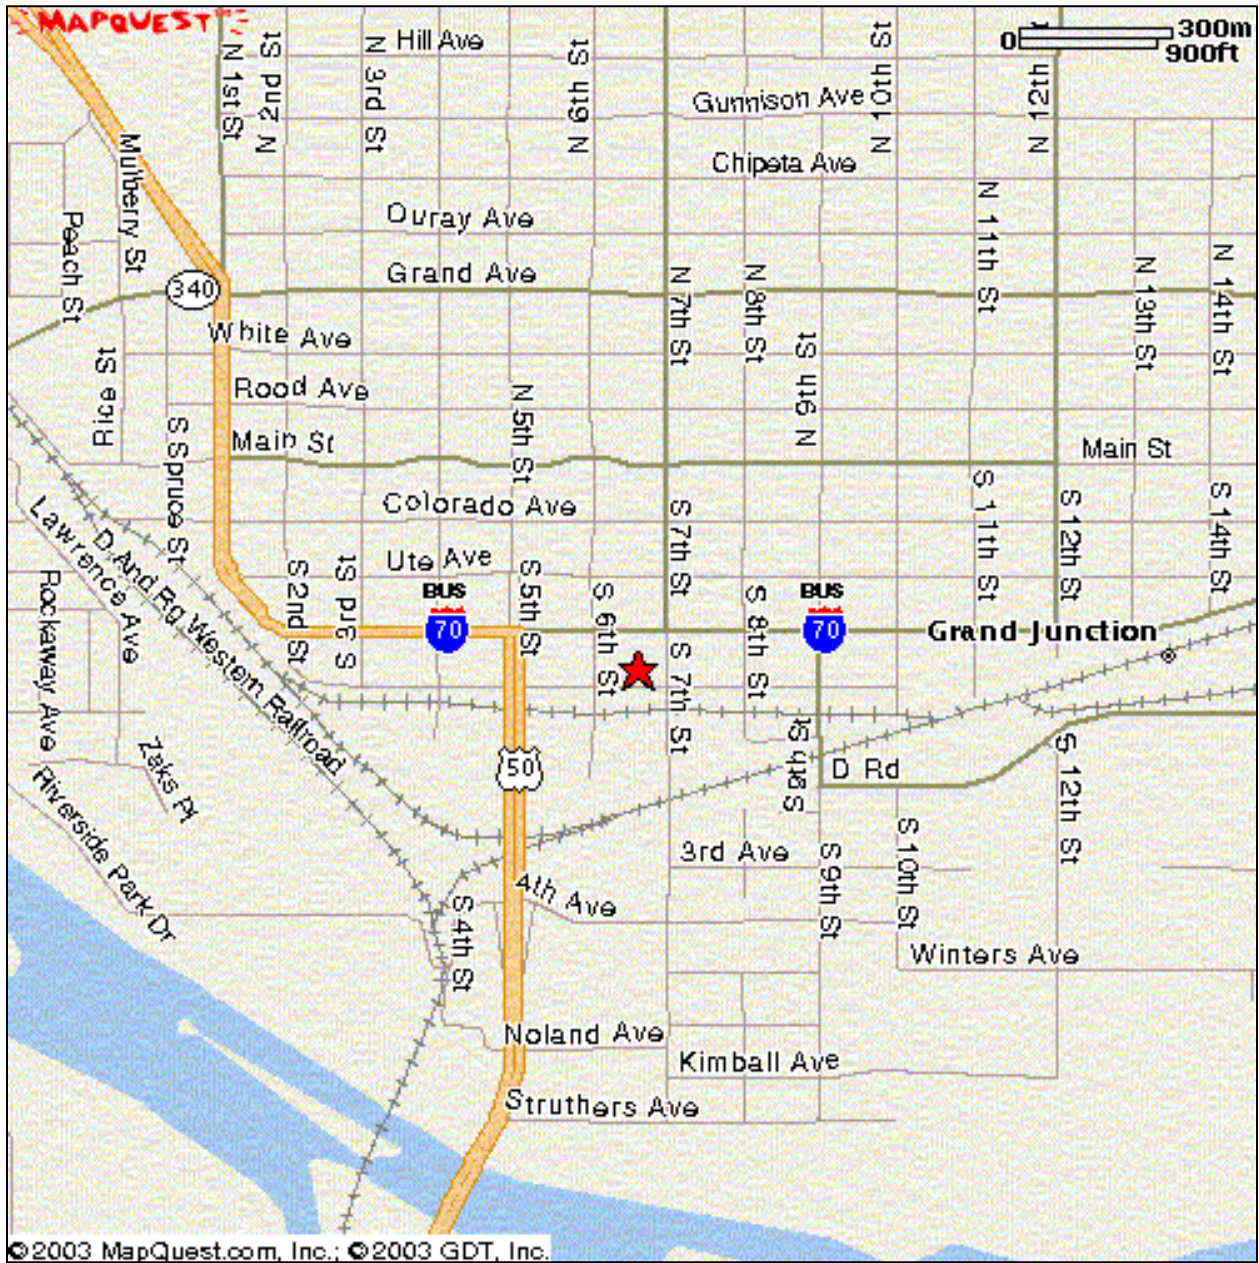 MAPQUEST
300m
0
900ft
N 1st St
N 2nd St
N 3rd St
Hill Ave
N 6th St
Gunnison Ave
N 10th St
N 12th
Chipeta Ave
Mulberry St
Peach St
Ouray Ave
Grand Ave
N 7th St
N 8th St
N 11th St
N 13th St
N 14th St
340
White Ave
Rice St
Rood Ave
N 5th St
N 9th St
S Spruce St
Main St
Main St
Colorado Ave
S 7th St
S 11th St
S 12th St
S 14th St
Lawrence Ave
D And Rg Western Railroad
Ute Ave
Rockaway Ave
S 2nd St
S 3rd St
BUS
70
S 5th St
S 6th St
S 8th St
BUS
70
Grand Junction
S 7th St
Zaks Pl
50
S 9th St
D Rd
S 12th St
Riverside Park Dr
3rd Ave
S 9th St
S 10th St
4th Ave
S 4th St
Winters Ave
Noland Ave
Kimball Ave
Struthers Ave
©2003 MapQuest.com, Inc.; ©2003 GDT, Inc.